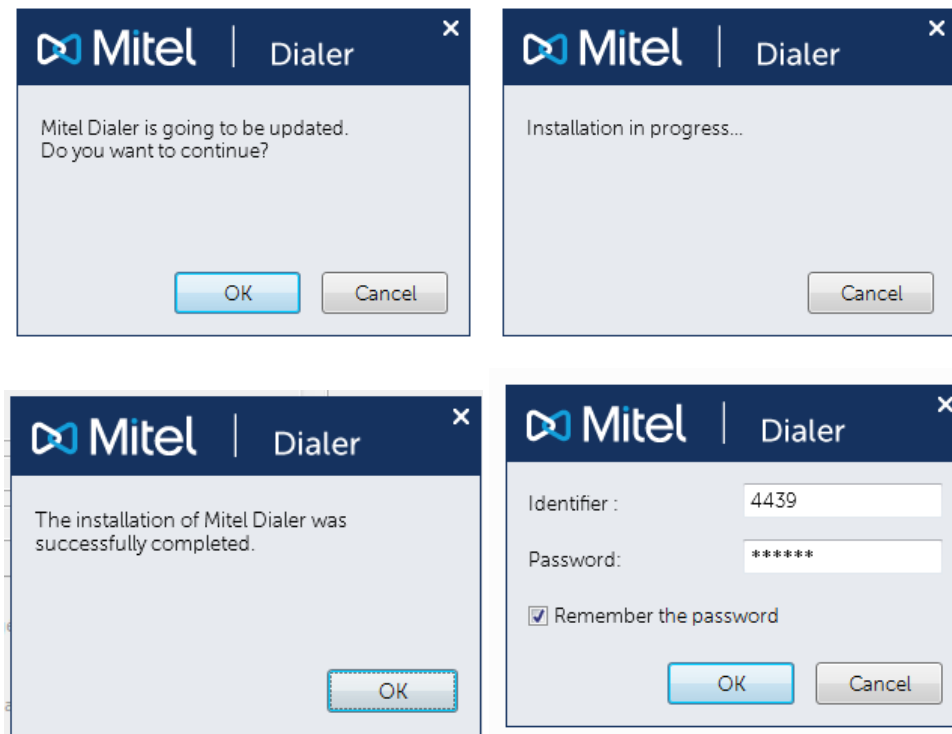 Mitel | Dialer
Mitel Dialer is going to be updated.
Do you want to continue?
OK Cancel
Mitel | Dialer
Installation in progress...
Cancel
Mitel | Dialer
The installation of Mitel Dialer was
successfully completed.
OK
Mitel | Dialer
Identifier : 4439
Password: ******
Remember the password
OK Cancel